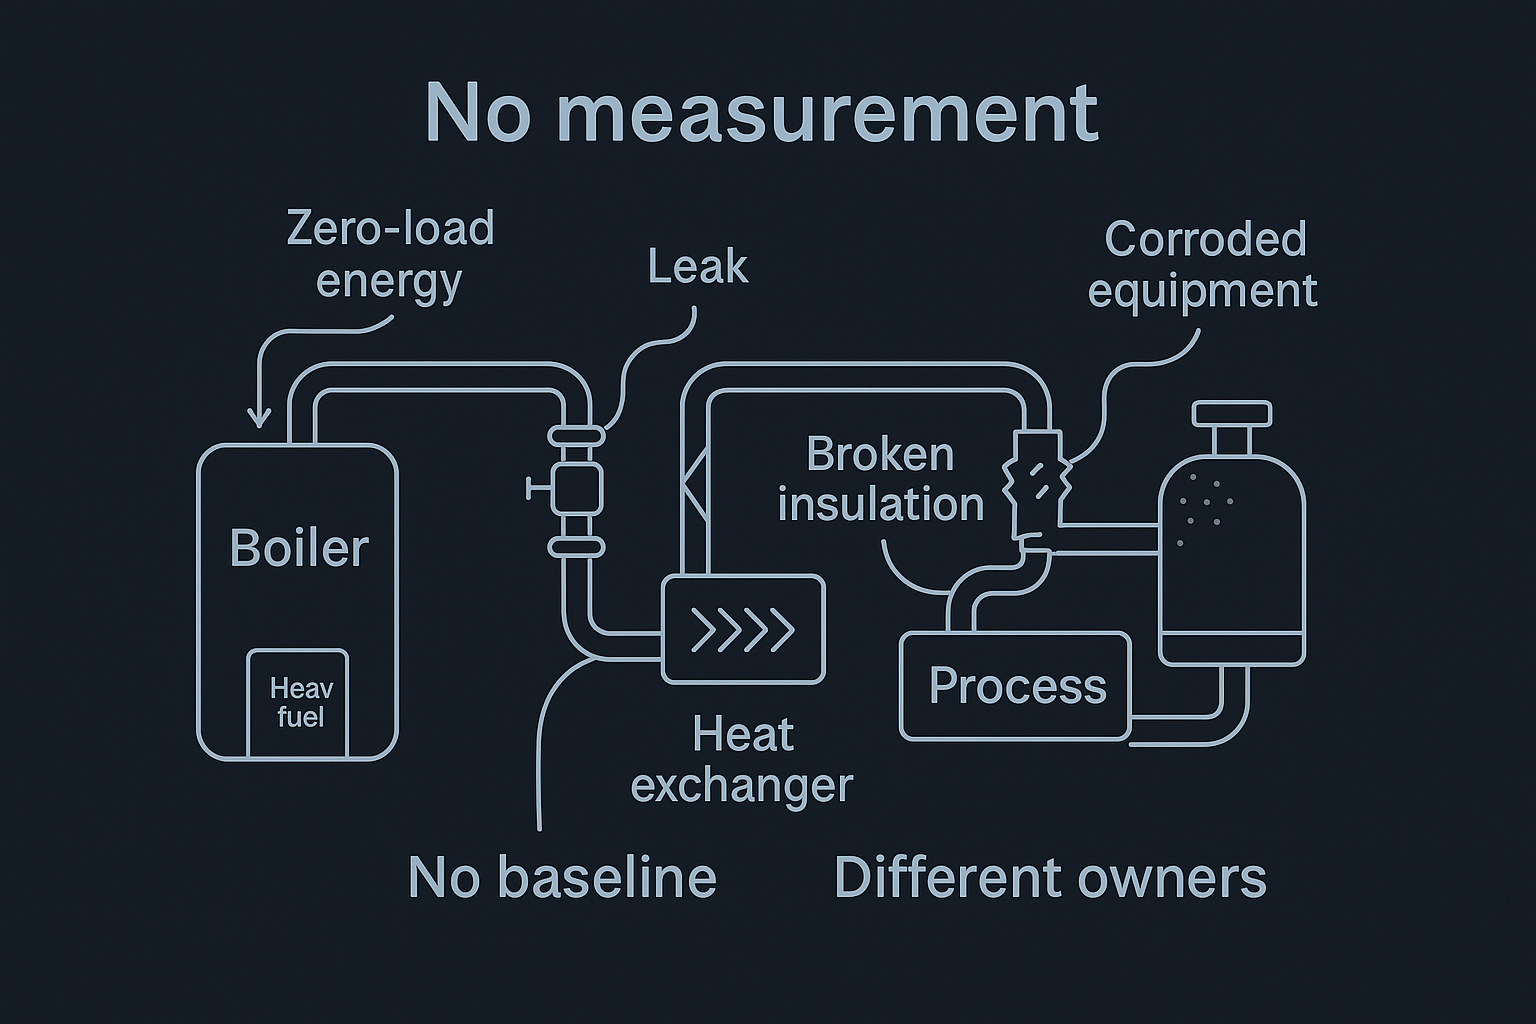 No measurement
Zero-load
energy
Leak
Corroded
equipment
Broken
insulation
Boiler
Heav
fuel
Process
Heat
exchanger
No baseline
Different owners